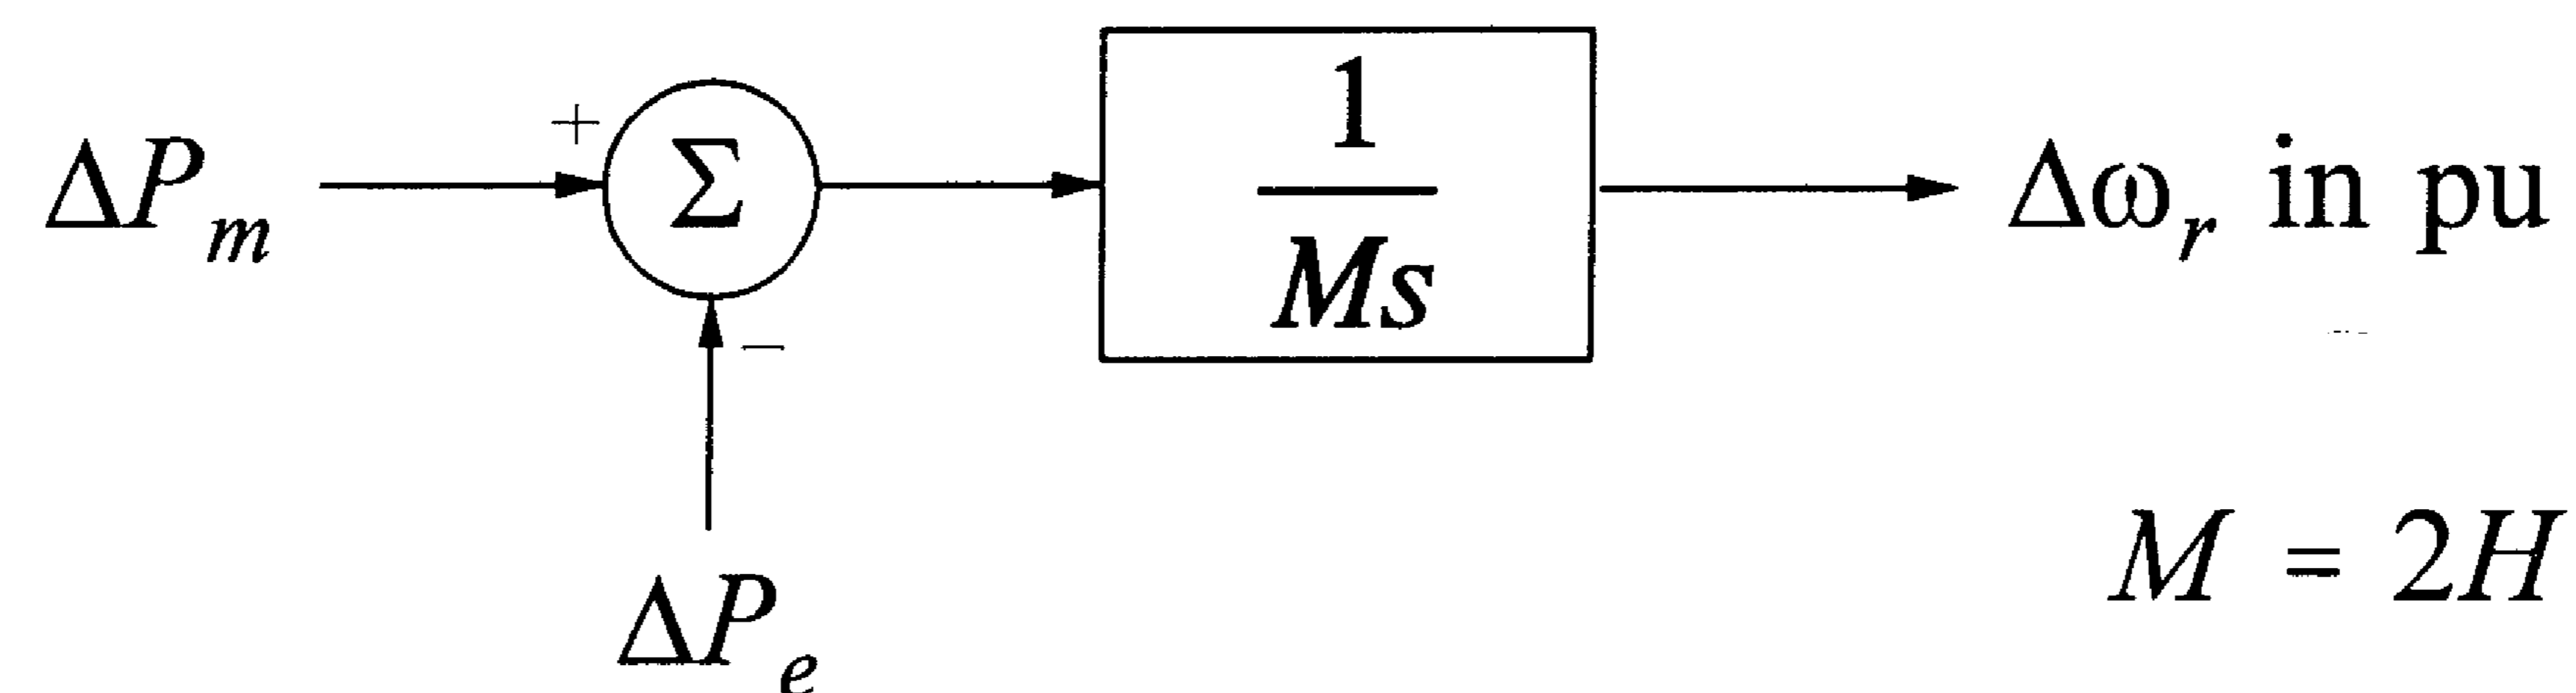 ΔP_m
+
Σ
−
ΔP_e
1
Ms
Δω_r in pu
M = 2H